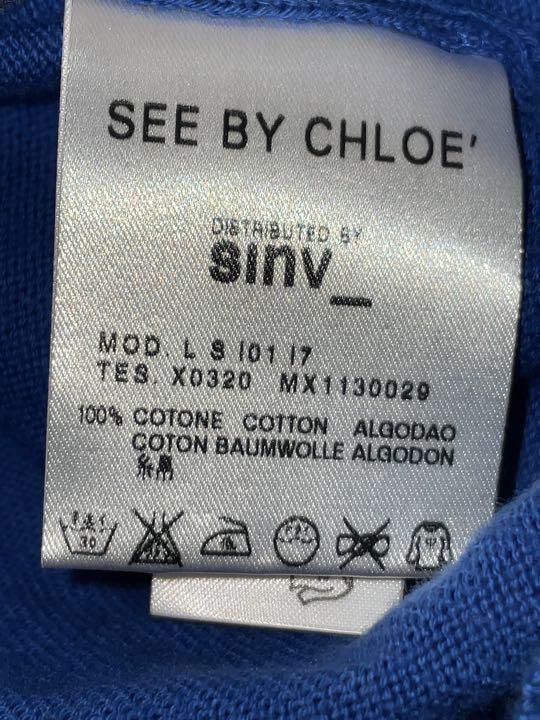 SEE BY CHLOE'
DISTRIBUTED BY
sinv_
MOD. L S I01 I7
TES. X0320 MX1130029
100% COTONE COTTON ALGODAO
COTON BAUMWOLLE ALGODON
30